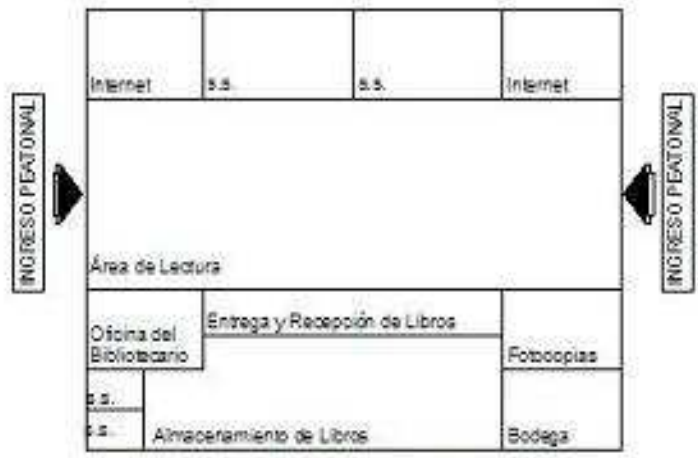 Internet
s.s.
s.s.
Internet
INGRESO PEATONAL
INGRESO PEATONAL
Área de Lectura
Entrega y Recepción de Libros
Oficina del
Bibliotecario
Fotocopias
s.s.
s.s.
Almacenamiento de Libros
Bodega